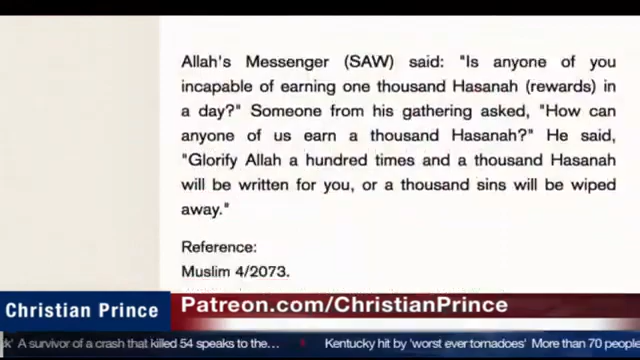 Allah's Messenger (SAW) said: "Is anyone of you
incapable of earning one thousand Hasanah (rewards) in
a day?" Someone from his gathering asked, "How can
anyone of us earn a thousand Hasanah?" He said,
"Glorify Allah a hundred times and a thousand Hasanah
will be written for you, or a thousand sins will be wiped
away."
Reference:
Muslim 4/2073.
Christian Prince
Patreon.com/ChristianPrince
A survivor of a crash that killed 54 speaks to the... Kentucky hit by 'worst ever tornadoes' More than 70 people